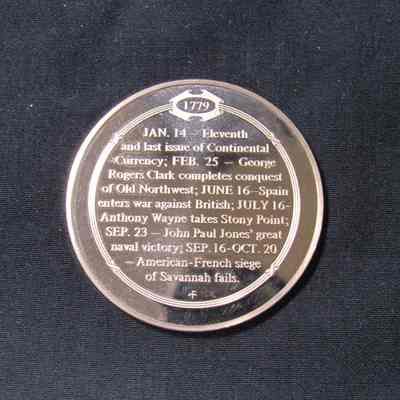 1779
JAN. 14 — Eleventh
and last issue of Continental
Currency; FEB. 25 — George
Rogers Clark completes conquest
of Old Northwest; JUNE 16—Spain
enters war against British; JULY 16-
Anthony Wayne takes Stony Point;
SEP. 23 — John Paul Jones' great
naval victory; SEP. 16-OCT. 20
— American-French siege
of Savannah fails.